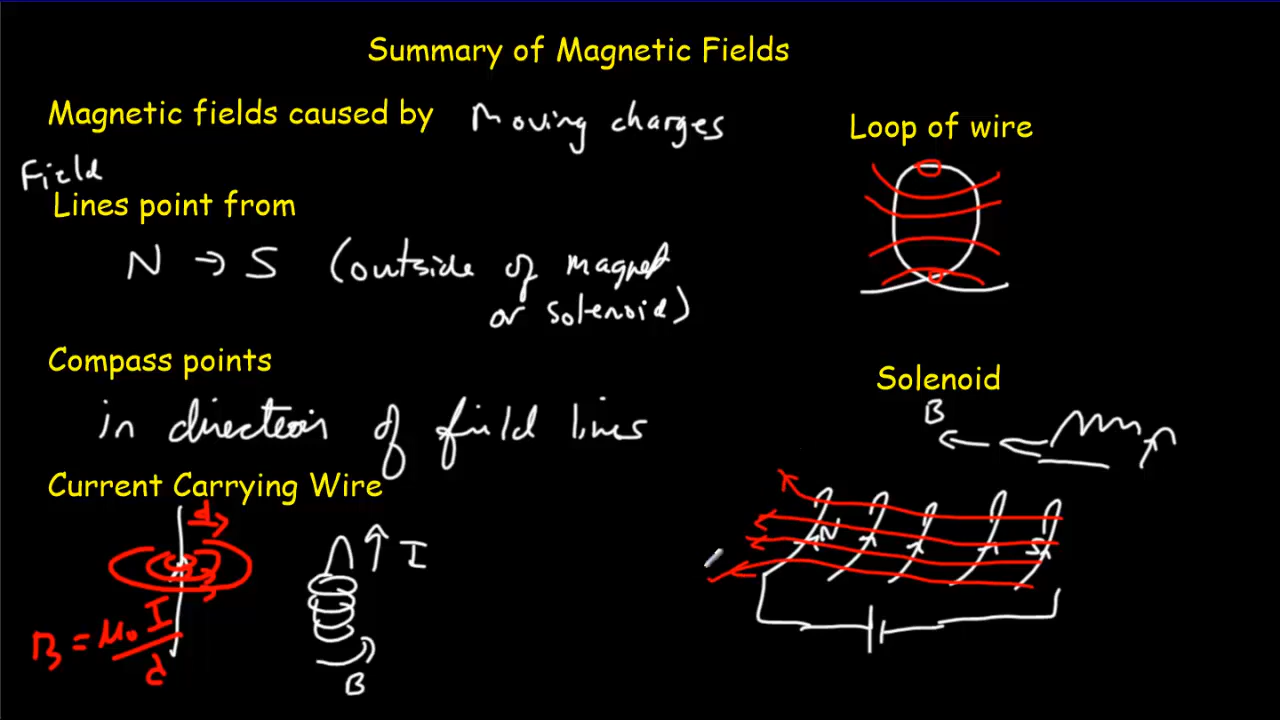 Summary of Magnetic Fields
Magnetic fields caused by Moving charges
Field
Lines point from
N → S (outside of magnet
or solenoid)
Compass points
in direction of field lines
Current Carrying Wire
d
I
B = μ₀ I
d
B
Loop of wire
Solenoid
B
N S